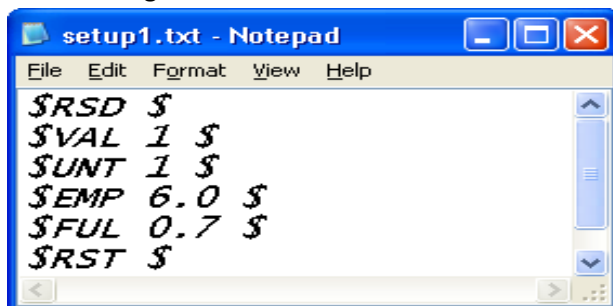 setup1.txt - Notepad
File Edit Format View Help
$RSD $
$VAL 1 $
$UNT 1 $
$EMP 6.0 $
$FUL 0.7 $
$RST $